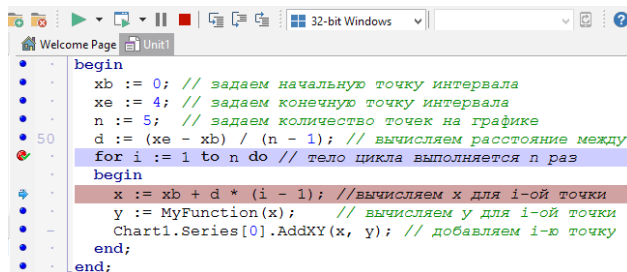 32-bit Windows
Welcome Page Unit1
begin
xb := 0; // задаем начальную точку интервала
xe := 4; // задаем конечную точку интервала
n := 5; // задаем количество точек на графике
50 d := (xe - xb) / (n - 1); // вычисляем расстояние между
for i := 1 to n do // тело цикла выполняется n раз
begin
x := xb + d * (i - 1); //вычисляем x для i-ой точки
y := MyFunction(x); // вычисляем y для i-ой точки
Chart1.Series[0].AddXY(x, y); // добавляем i-ю точку
end;
end;